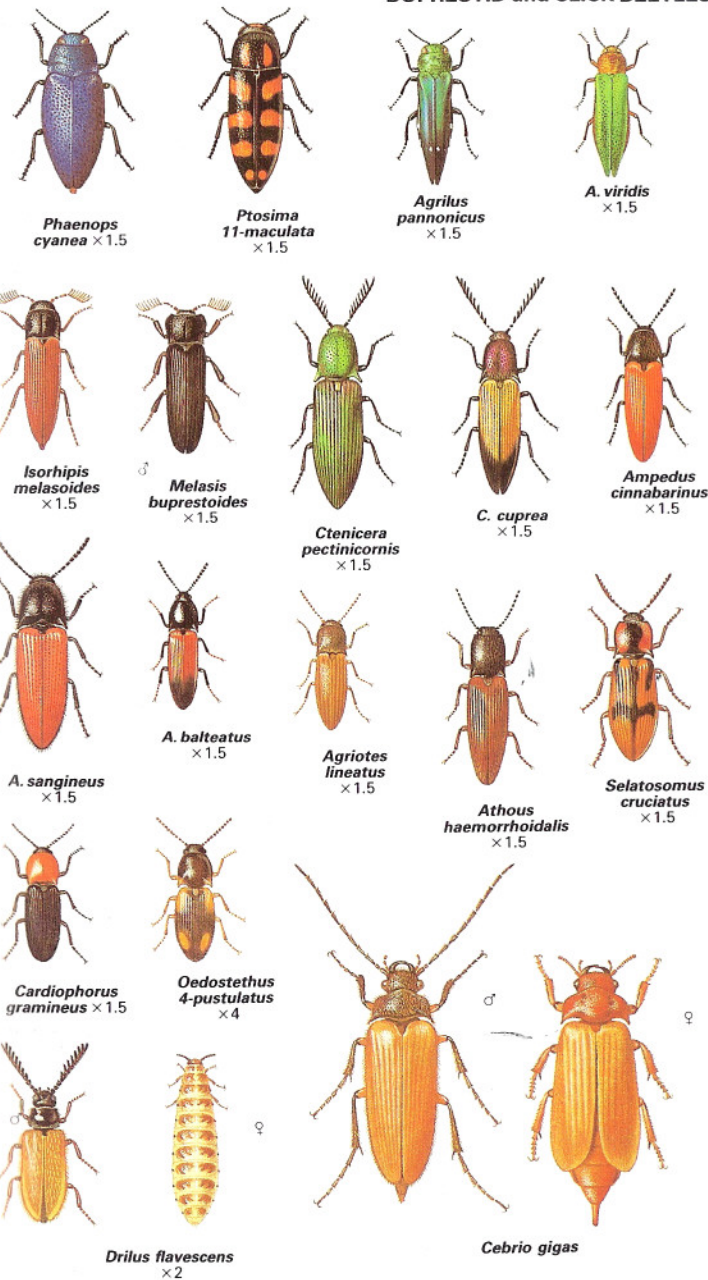 Phaenops
cyanea ×1.5
Ptosima
11-maculata
×1.5
Agrilus
pannonicus
×1.5
A. viridis
×1.5
Isorhipis
melasoides
×1.5
♂
Melasis
buprestoides
×1.5
Ctenicera
pectinicornis
×1.5
C. cuprea
×1.5
Ampedus
cinnabarinus
×1.5
A. sangineus
×1.5
A. balteatus
×1.5
Agriotes
lineatus
×1.5
Athous
haemorrhoidalis
×1.5
Selatosomus
cruciatus
×1.5
Cardiophorus
gramineus ×1.5
Oedostethus
4-pustulatus
×4
♂
♀
♂
♀
Drilus flavescens
×2
Cebrio gigas